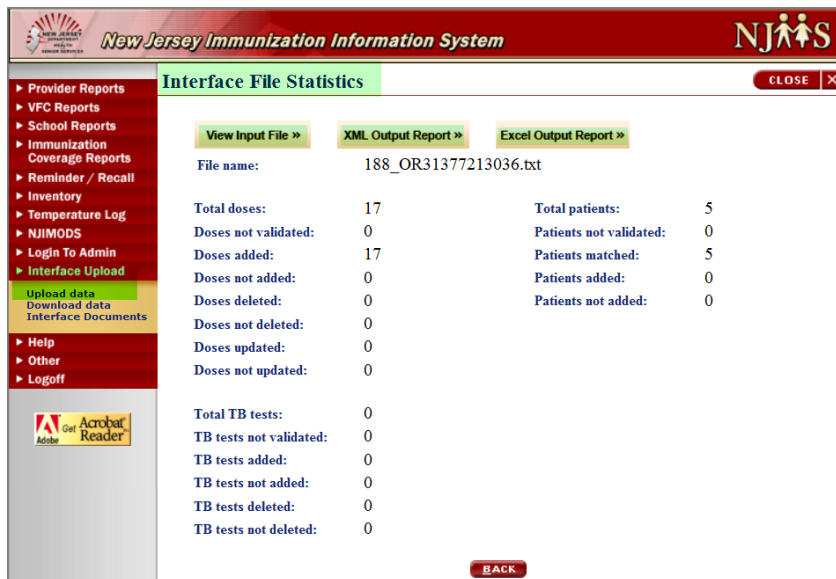 NEW JERSEY
DEPARTMENT
HEALTH
SENIOR SERVICES
New Jersey Immunization Information System
NJIIS
Provider Reports
VFC Reports
School Reports
Immunization
Coverage Reports
Reminder / Recall
Inventory
Temperature Log
NJIMODS
Login To Admin
Interface Upload
Upload data
Download data
Interface Documents
Help
Other
Logoff
Adobe
Get Acrobat
Reader
Interface File Statistics
CLOSE X
View Input File » XML Output Report » Excel Output Report »
File name: 188_OR31377213036.txt
Total doses: 17 Total patients: 5
Doses not validated: 0 Patients not validated: 0
Doses added: 17 Patients matched: 5
Doses not added: 0 Patients added: 0
Doses deleted: 0 Patients not added: 0
Doses not deleted: 0
Doses updated: 0
Doses not updated: 0
Total TB tests: 0
TB tests not validated: 0
TB tests added: 0
TB tests not added: 0
TB tests deleted: 0
TB tests not deleted: 0
BACK